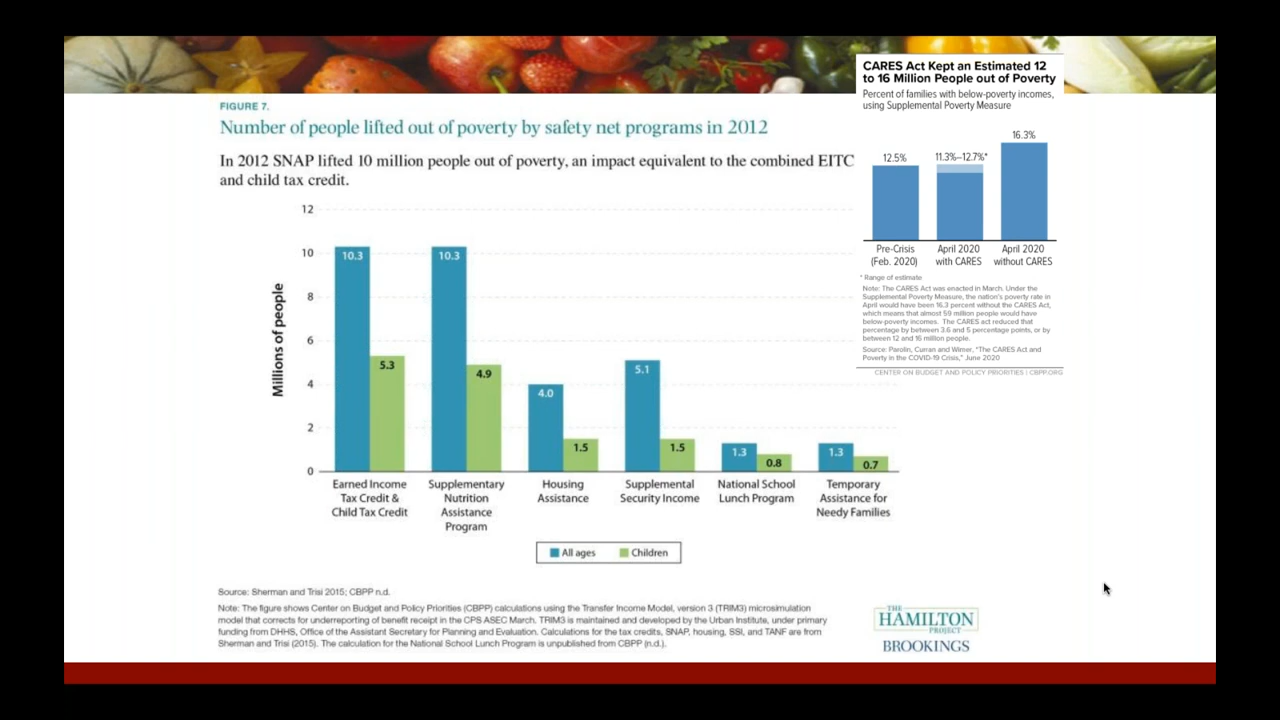 FIGURE 7.
Number of people lifted out of poverty by safety net programs in 2012
In 2012 SNAP lifted 10 million people out of poverty, an impact equivalent to the combined EITC
and child tax credit.
12
10
8
6
4
2
0
Millions of people
10.3
5.3
10.3
4.9
4.0
1.5
5.1
1.5
1.3
0.8
1.3
0.7
Earned Income
Tax Credit &
Child Tax Credit
Supplementary
Nutrition
Assistance
Program
Housing
Assistance
Supplemental
Security Income
National School
Lunch Program
Temporary
Assistance for
Needy Families
All ages
Children
Source: Sherman and Trisi 2015; CBPP n.d.
Note: The figure shows Center on Budget and Policy Priorities (CBPP) calculations using the Transfer Income Model, version 3 (TRIM3) microsimulation
model that corrects for underreporting of benefit receipt in the CPS ASEC March. TRIM3 is maintained and developed by the Urban Institute, under primary
funding from DHHS, Office of the Assistant Secretary for Planning and Evaluation. Calculations for the tax credits, SNAP, housing, SSI, and TANF are from
Sherman and Trisi (2015). The calculation for the National School Lunch Program is unpublished from CBPP (n.d.).
THE
HAMILTON
PROJECT
BROOKINGS
CARES Act Kept an Estimated 12
to 16 Million People out of Poverty
Percent of families with below-poverty incomes,
using Supplemental Poverty Measure
12.5%
11.3%–12.7%*
16.3%
Pre-Crisis
(Feb. 2020)
April 2020
with CARES
April 2020
without CARES
* Range of estimate
Note: The CARES Act was enacted in March. Under the
Supplemental Poverty Measure, the nation's poverty rate in
April would have been 16.3 percent without the CARES Act,
which means that almost 59 million people would have
below-poverty incomes. The CARES act reduced that
percentage by between 3.6 and 5 percentage points, or by
between 12 and 16 million people.
Source: Parolin, Curran and Wimer, "The CARES Act and
Poverty in the COVID-19 Crisis," June 2020
CENTER ON BUDGET AND POLICY PRIORITIES | CBPP.ORG